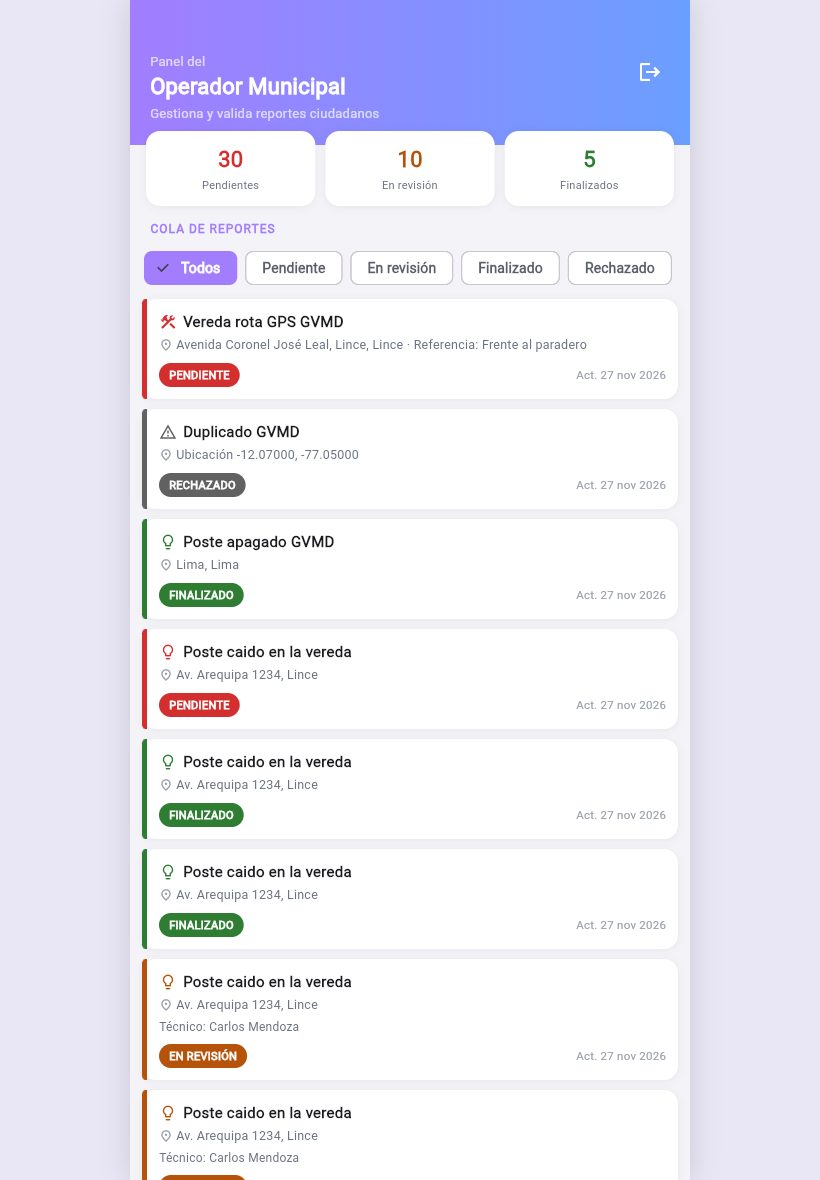 Panel del
Operador Municipal
Gestiona y valida reportes ciudadanos
30
Pendientes
10
En revisión
5
Finalizados
COLA DE REPORTES
Todos
Pendiente
En revisión
Finalizado
Rechazado
Vereda rota GPS GVMD
Avenida Coronel José Leal, Lince, Lince · Referencia: Frente al paradero
PENDIENTE
Act. 27 nov 2026
Duplicado GVMD
Ubicación -12.07000, -77.05000
RECHAZADO
Act. 27 nov 2026
Poste apagado GVMD
Lima, Lima
FINALIZADO
Act. 27 nov 2026
Poste caido en la vereda
Av. Arequipa 1234, Lince
PENDIENTE
Act. 27 nov 2026
Poste caido en la vereda
Av. Arequipa 1234, Lince
FINALIZADO
Act. 27 nov 2026
Poste caido en la vereda
Av. Arequipa 1234, Lince
FINALIZADO
Act. 27 nov 2026
Poste caido en la vereda
Av. Arequipa 1234, Lince
Técnico: Carlos Mendoza
EN REVISIÓN
Act. 27 nov 2026
Poste caido en la vereda
Av. Arequipa 1234, Lince
Técnico: Carlos Mendoza